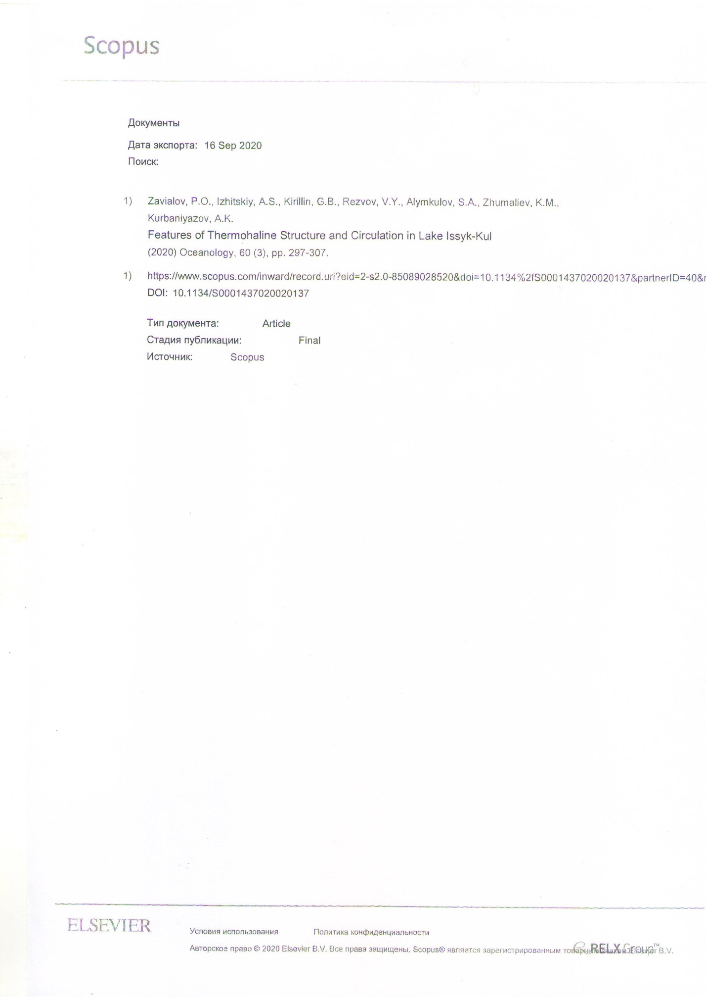 Scopus
Документы
Дата экспорта: 16 Sep 2020
Поиск:
1) Zavialov, P.O., Izhitskiy, A.S., Kirillin, G.B., Rezvov, V.Y., Alymkulov, S.A., Zhumaliev, K.M.,
Kurbaniyazov, A.K.
Features of Thermohaline Structure and Circulation in Lake Issyk-Kul
(2020) Oceanology, 60 (3), pp. 297-307.
1) https://www.scopus.com/inward/record.uri?eid=2-s2.0-85089028520&doi=10.1134%2fS0001437020020137&partnerID=40&
DOI: 10.1134/S0001437020020137
Тип документа: Article
Стадия публикации: Final
Источник: Scopus
ELSEVIER
Условия использования Политика конфиденциальности
Авторское право © 2020 Elsevier B.V. Все права защищены. Scopus® является зарегистрированным товарным знаком Elsevier B.V.
RELX Group™